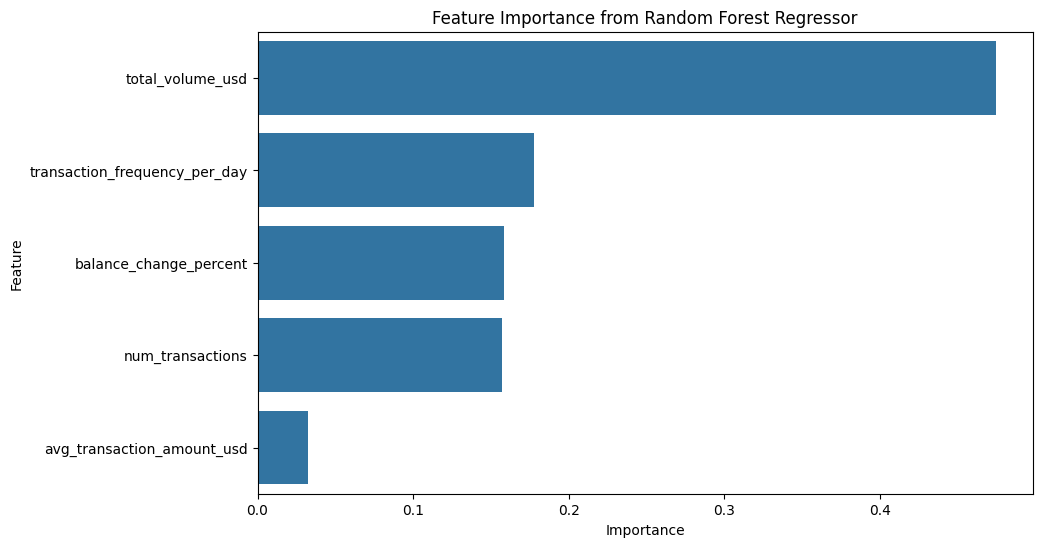 Feature Importance from Random Forest Regressor
Feature
total_volume_usd
transaction_frequency_per_day
balance_change_percent
num_transactions
avg_transaction_amount_usd
0.0 0.1 0.2 0.3 0.4
Importance